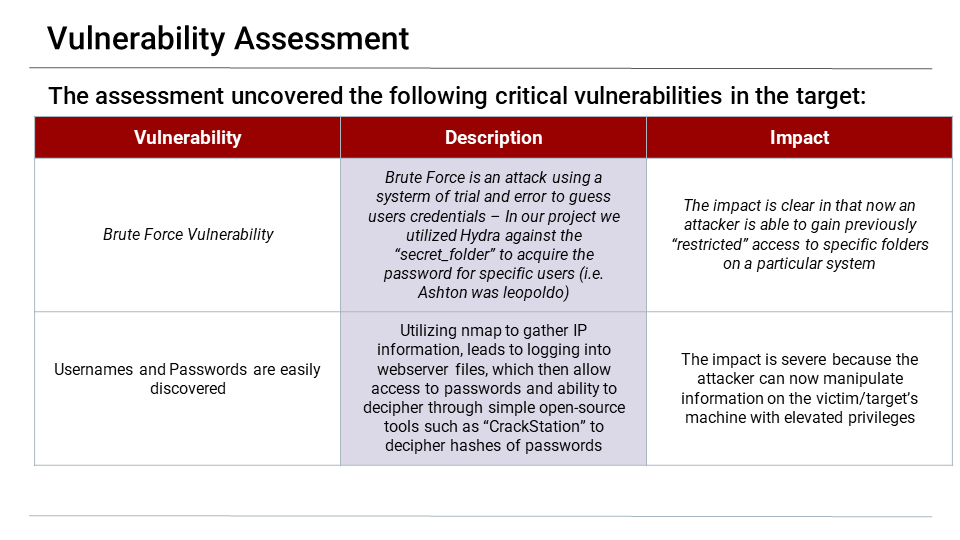 Vulnerability Assessment
The assessment uncovered the following critical vulnerabilities in the target:
Vulnerability
Description
Impact
Brute Force Vulnerability
Brute Force is an attack using a
systerm of trial and error to guess
users credentials – In our project we
utilized Hydra against the
“secret_folder” to acquire the
password for specific users (i.e.
Ashton was leopoldo)
The impact is clear in that now an
attacker is able to gain previously
“restricted” access to specific folders
on a particular system
Usernames and Passwords are easily
discovered
Utilizing nmap to gather IP
information, leads to logging into
webserver files, which then allow
access to passwords and ability to
decipher through simple open-source
tools such as “CrackStation” to
decipher hashes of passwords
The impact is severe because the
attacker can now manipulate
information on the victim/target’s
machine with elevated privileges